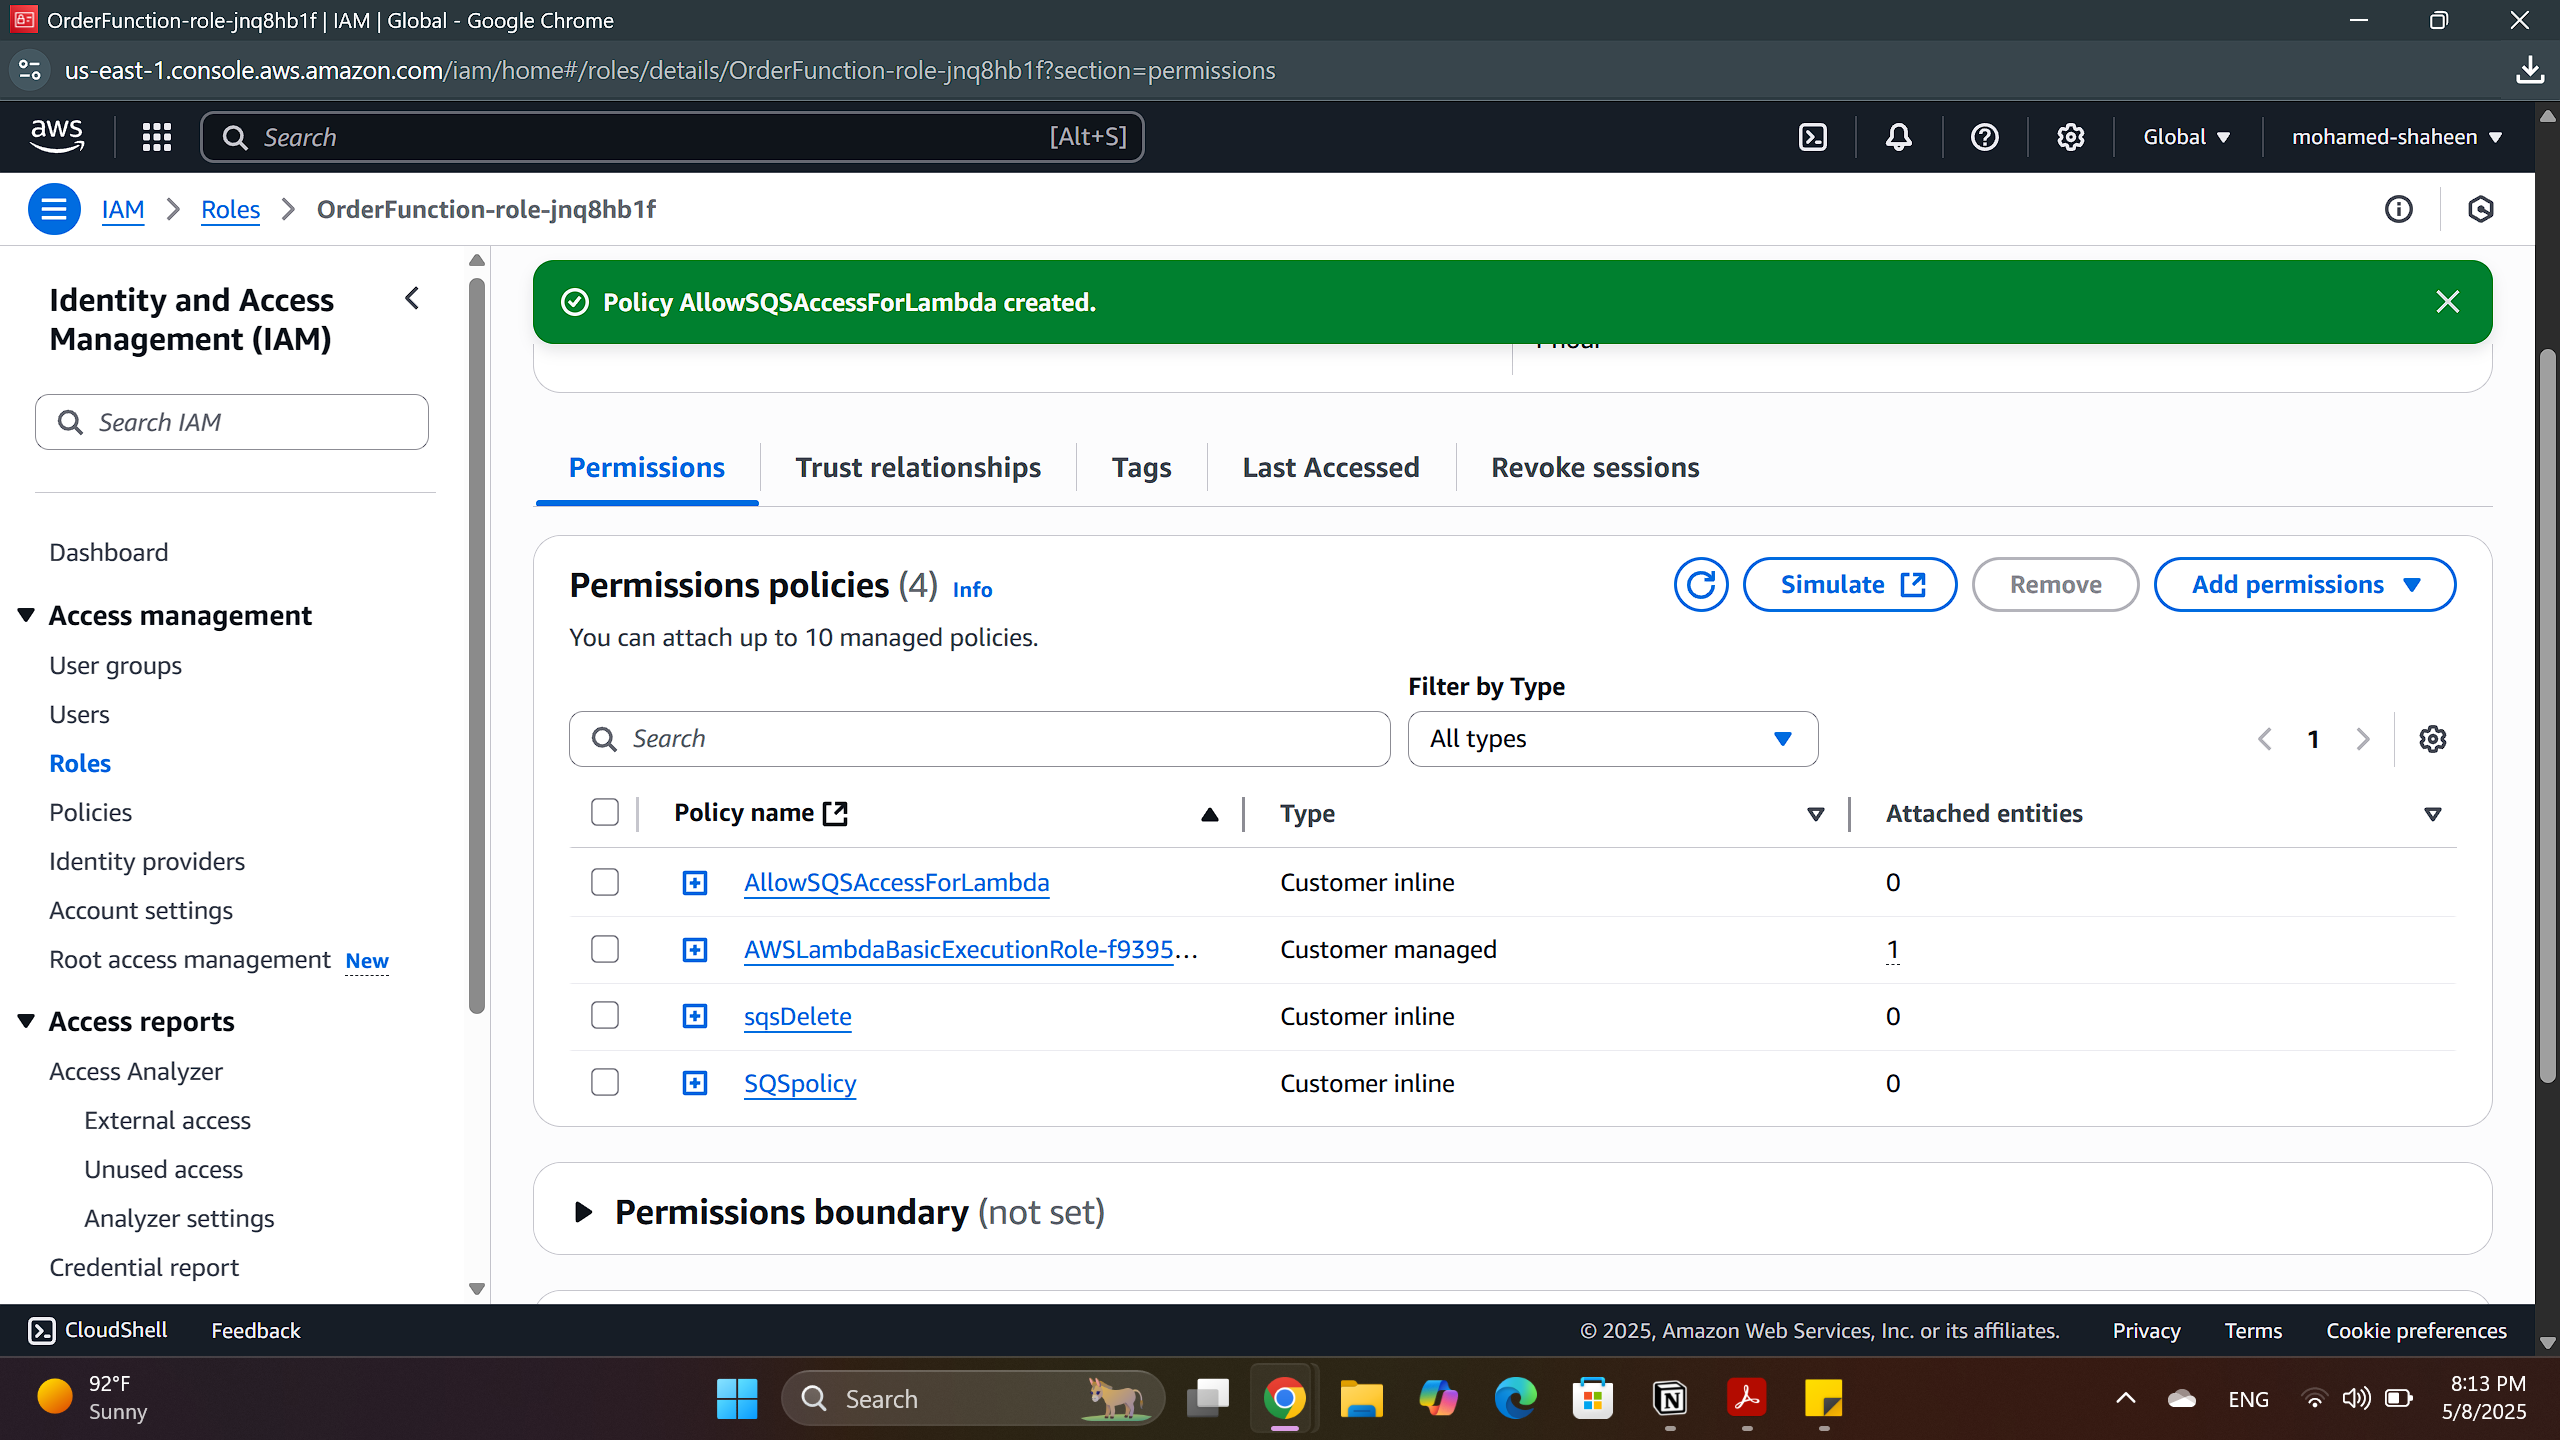 OrderFunction-role-jnq8hb1f | IAM | Global - Google Chrome
us-east-1.console.aws.amazon.com/iam/home#/roles/details/OrderFunction-role-jnq8hb1f?section=permissions
aws
Search [Alt+S]
Global
mohamed-shaheen
IAM
Roles
OrderFunction-role-jnq8hb1f
Identity and Access
Management (IAM)
Search IAM
Dashboard
Access management
User groups
Users
Roles
Policies
Identity providers
Account settings
Root access management New
Access reports
Access Analyzer
External access
Unused access
Analyzer settings
Credential report
Policy AllowSQSAccessForLambda created.
Permissions
Trust relationships
Tags
Last Accessed
Revoke sessions
Permissions policies (4) Info
Simulate
Remove
Add permissions
You can attach up to 10 managed policies.
Filter by Type
Search
All types
1
Policy name Type Attached entities
AllowSQSAccessForLambda Customer inline 0
AWSLambdaBasicExecutionRole-f9395... Customer managed 1
sqsDelete Customer inline 0
SQSpolicy Customer inline 0
Permissions boundary (not set)
CloudShell
Feedback
© 2025, Amazon Web Services, Inc. or its affiliates.
Privacy
Terms
Cookie preferences
92°F
Sunny
Search
ENG
8:13 PM
5/8/2025